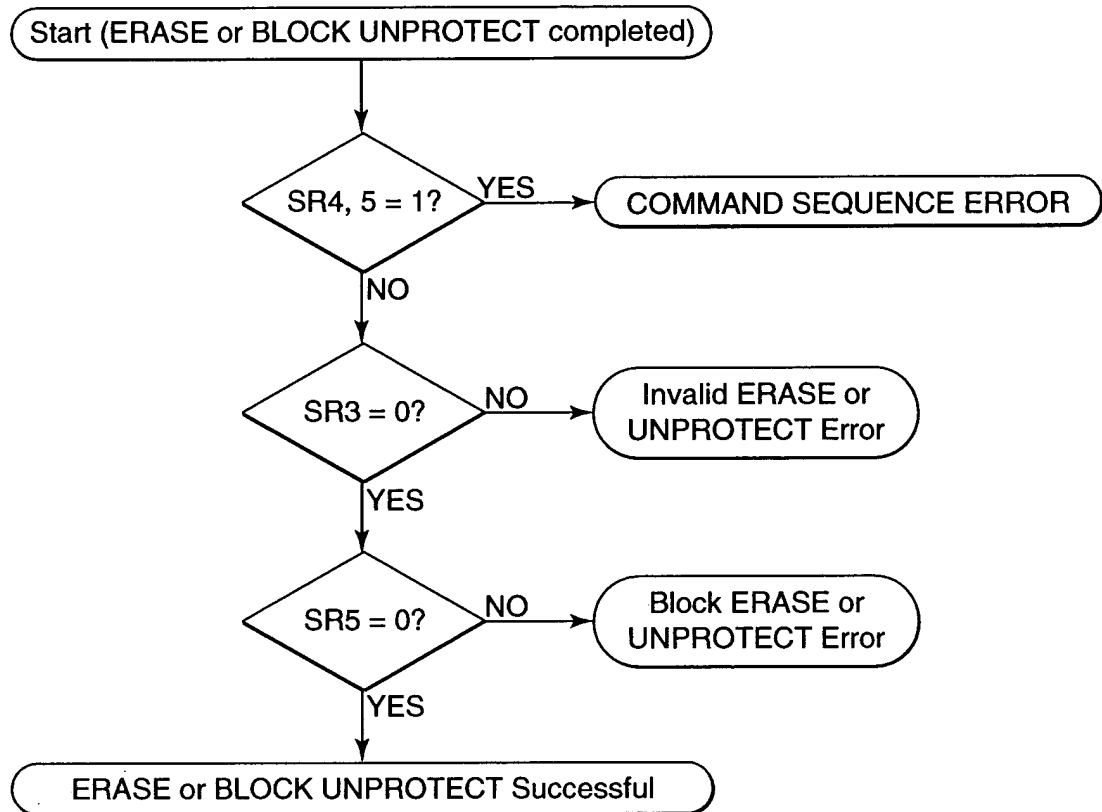 Start (ERASE or BLOCK UNPROTECT completed)
SR4, 5 = 1?
YES
COMMAND SEQUENCE ERROR
NO
SR3 = 0?
NO
Invalid ERASE or
UNPROTECT Error
YES
SR5 = 0?
NO
Block ERASE or
UNPROTECT Error
YES
ERASE or BLOCK UNPROTECT Successful